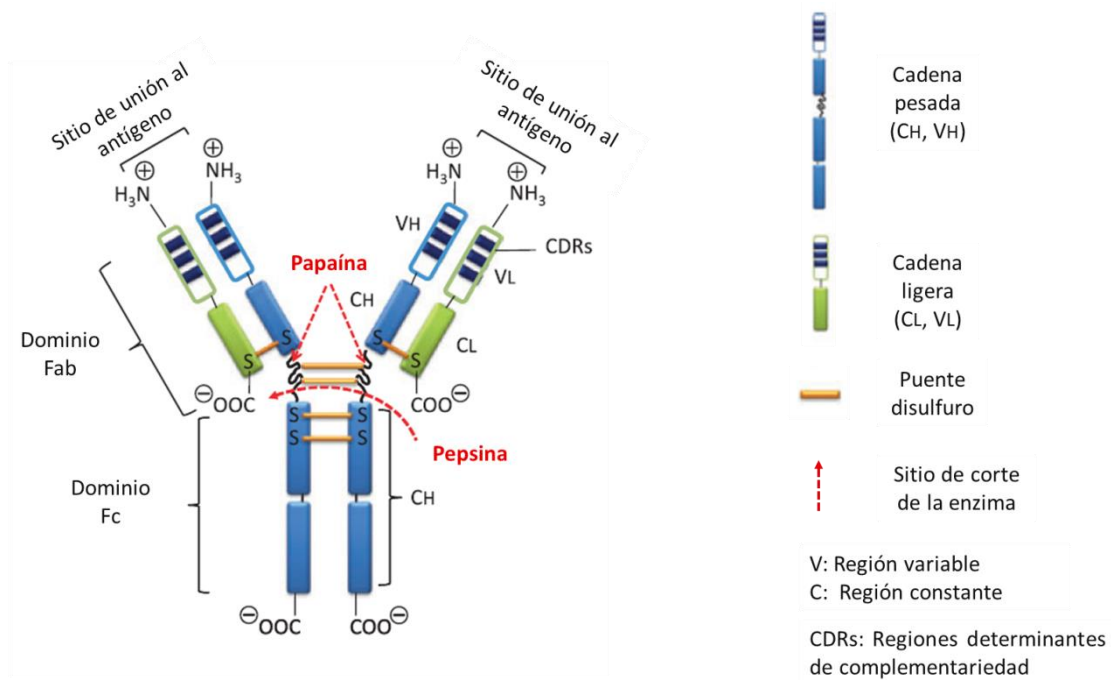 Sitio de unión al
antígeno
Sitio de unión al
antígeno
⊕
NH₃
⊕
H₃N
⊕
H₃N
⊕
NH₃
VH
CDRs
VL
Papaína
CH
CL
S
S
S
S
Dominio
Fab
⊖OOC
COO⊖
S
S
S
S
Pepsina
Dominio
Fc
CH
⊖OOC
COO⊖
Cadena
pesada
(CH, VH)
Cadena
ligera
(CL, VL)
Puente
disulfuro
Sitio de corte
de la enzima
V: Región variable
C: Región constante
CDRs: Regiones determinantes
de complementariedad